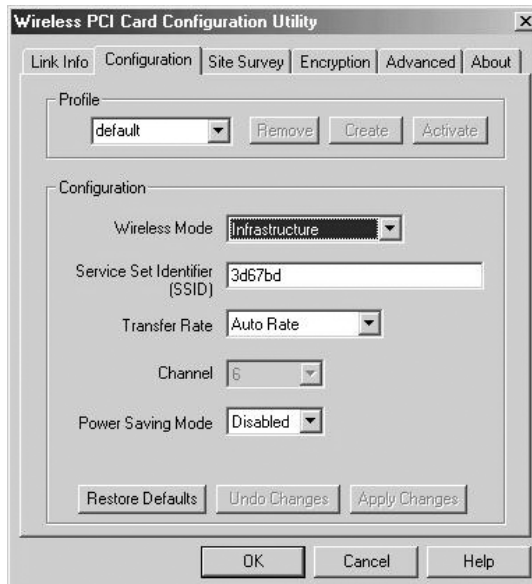 Wireless PCI Card Configuration Utility
Link Info Configuration Site Survey Encryption Advanced About
Profile
default Remove Create Activate
Configuration
Wireless Mode Infrastructure
Service Set Identifier (SSID) 3d67bd
Transfer Rate Auto Rate
Channel 6
Power Saving Mode Disabled
Restore Defaults Undo Changes Apply Changes
OK Cancel Help